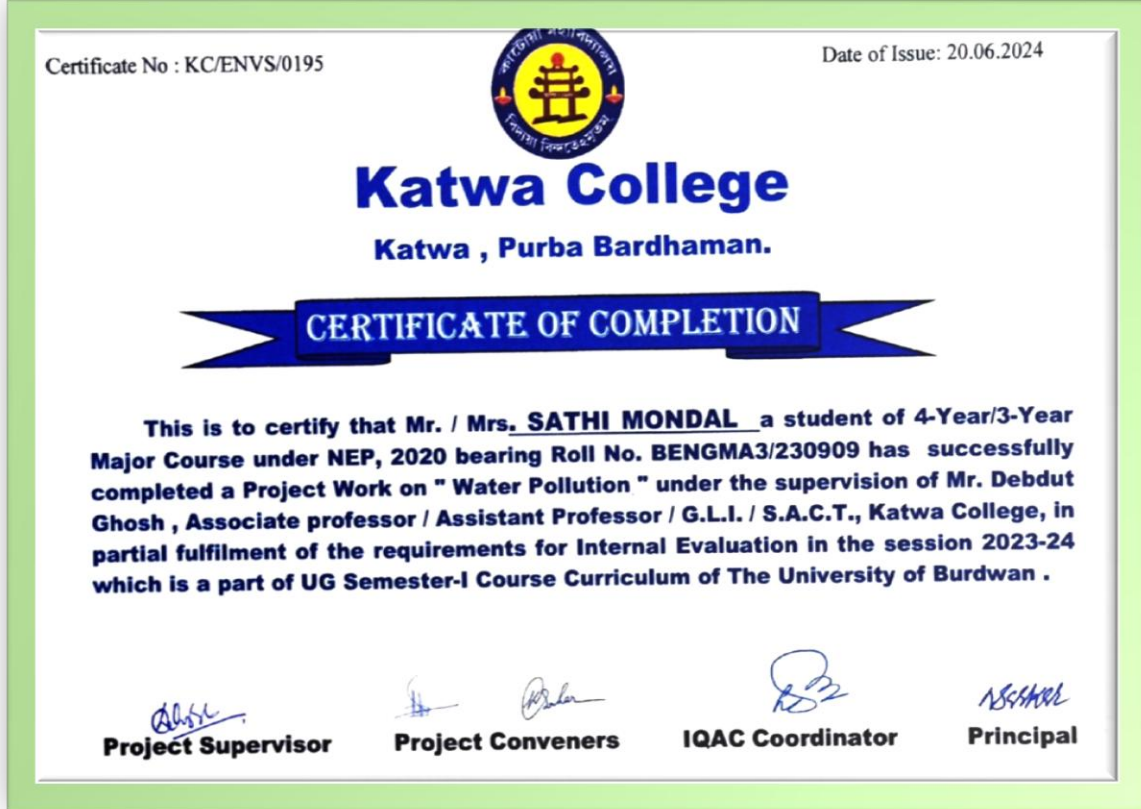 Certificate No : KC/ENVS/0195
Date of Issue: 20.06.2024
কাটোয়া মহাবিদ্যালয়
Katwa College
Katwa , Purba Bardhaman.
CERTIFICATE OF COMPLETION
This is to certify that Mr. / Mrs. SATHI MONDAL a student of 4-Year/3-Year
Major Course under NEP, 2020 bearing Roll No. BENGMA3/230909 has successfully
completed a Project Work on " Water Pollution " under the supervision of Mr. Debdut
Ghosh , Associate professor / Assistant Professor / G.L.I. / S.A.C.T., Katwa College, in
partial fulfilment of the requirements for Internal Evaluation in the session 2023-24
which is a part of UG Semester-I Course Curriculum of The University of Burdwan .
Project Supervisor
Project Conveners
IQAC Coordinator
Principal